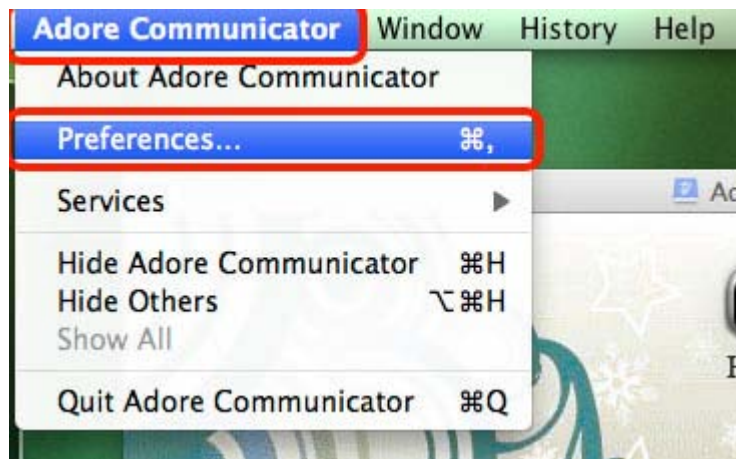 Adore Communicator Window History Help
About Adore Communicator
Preferences... ⌘,
Services ▶
Hide Adore Communicator ⌘H
Hide Others ⌥⌘H
Show All
Quit Adore Communicator ⌘Q